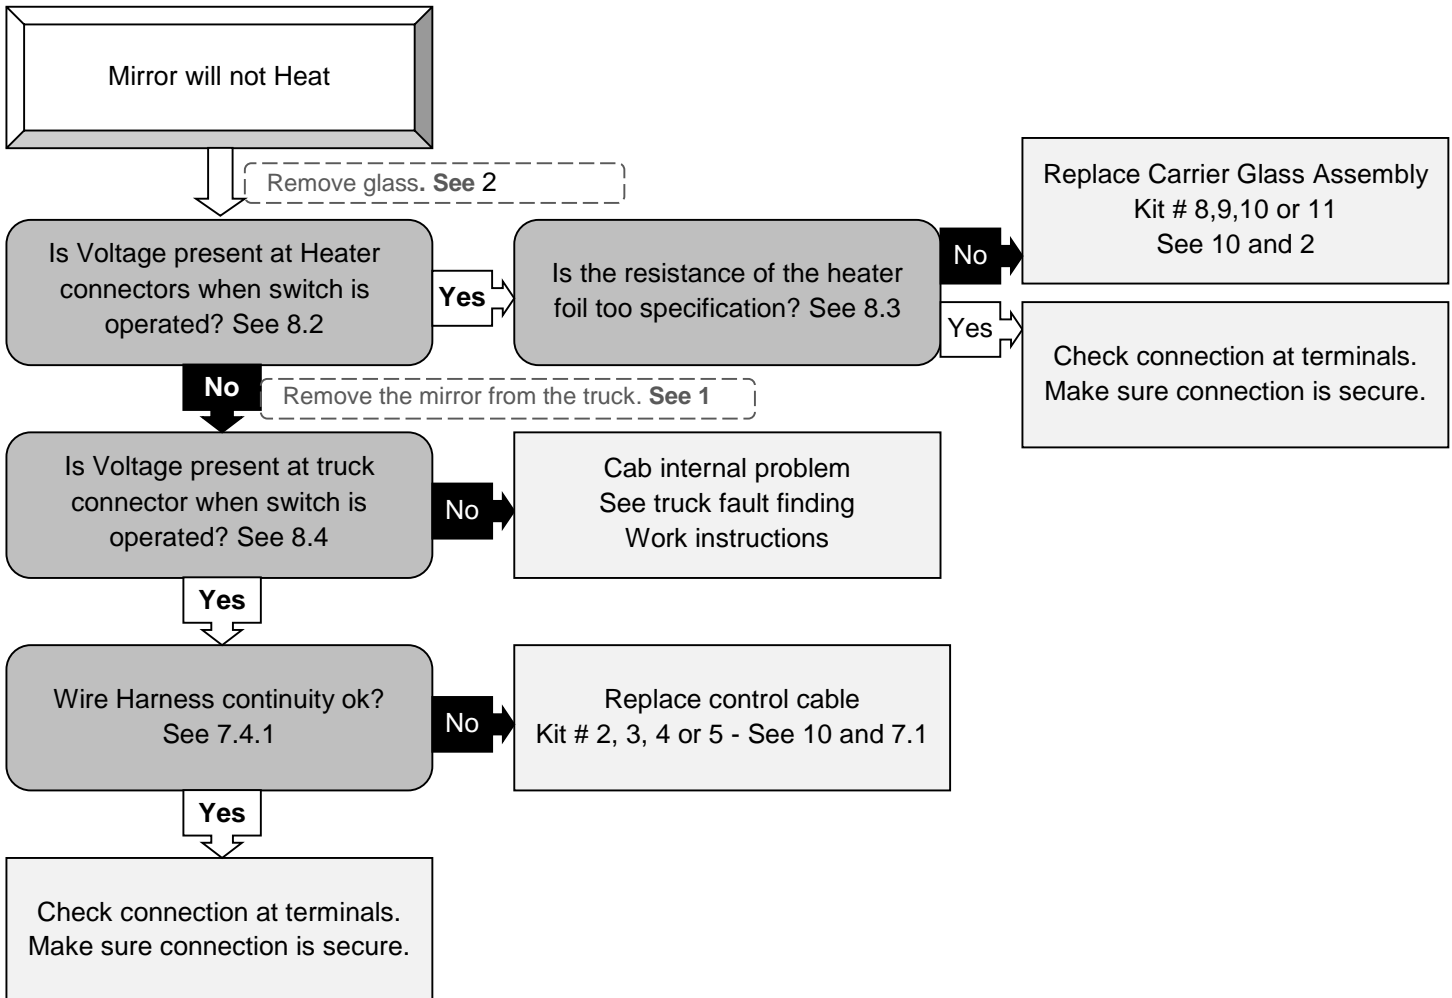 Mirror will not Heat
Remove glass. See 2
Is Voltage present at Heater
connectors when switch is
operated? See 8.2
Yes
Is the resistance of the heater
foil too specification? See 8.3
No
Replace Carrier Glass Assembly
Kit # 8,9,10 or 11
See 10 and 2
Yes
Check connection at terminals.
Make sure connection is secure.
No
Remove the mirror from the truck. See 1
Is Voltage present at truck
connector when switch is
operated? See 8.4
No
Cab internal problem
See truck fault finding
Work instructions
Yes
Wire Harness continuity ok?
See 7.4.1
No
Replace control cable
Kit # 2, 3, 4 or 5 - See 10 and 7.1
Yes
Check connection at terminals.
Make sure connection is secure.